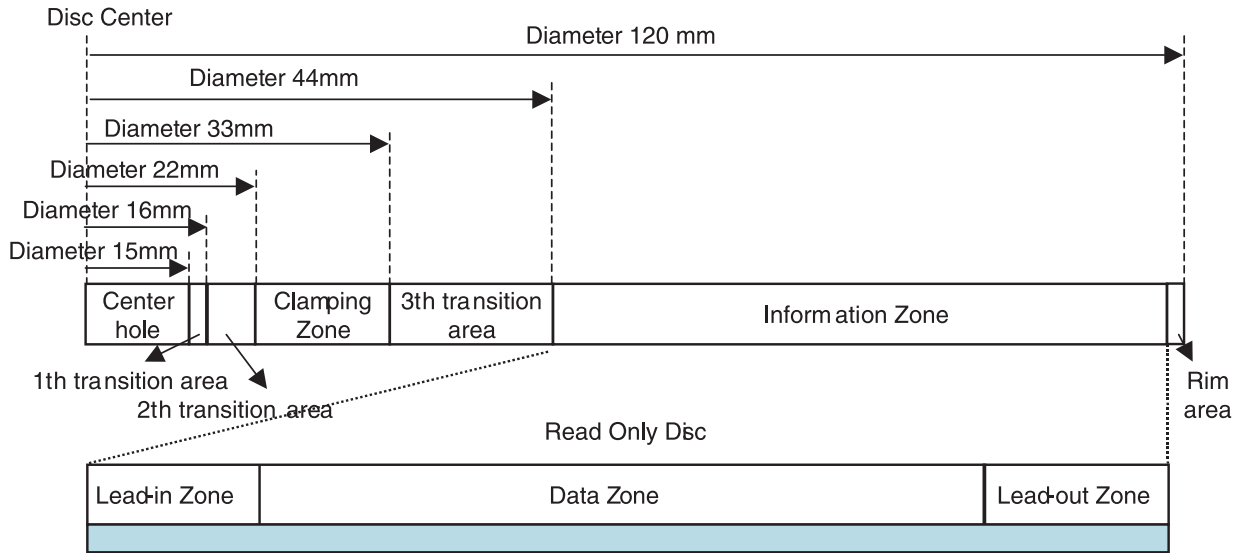 Disc Center
Diameter 120 mm
Diameter 44mm
Diameter 33mm
Diameter 22mm
Diameter 16mm
Diameter 15mm
Center
hole
Clamping
Zone
3th transition
area
Information Zone
1th transition area
2th transition area
Rim
area
Read Only Disc
Lead-in Zone
Data Zone
Lead-out Zone